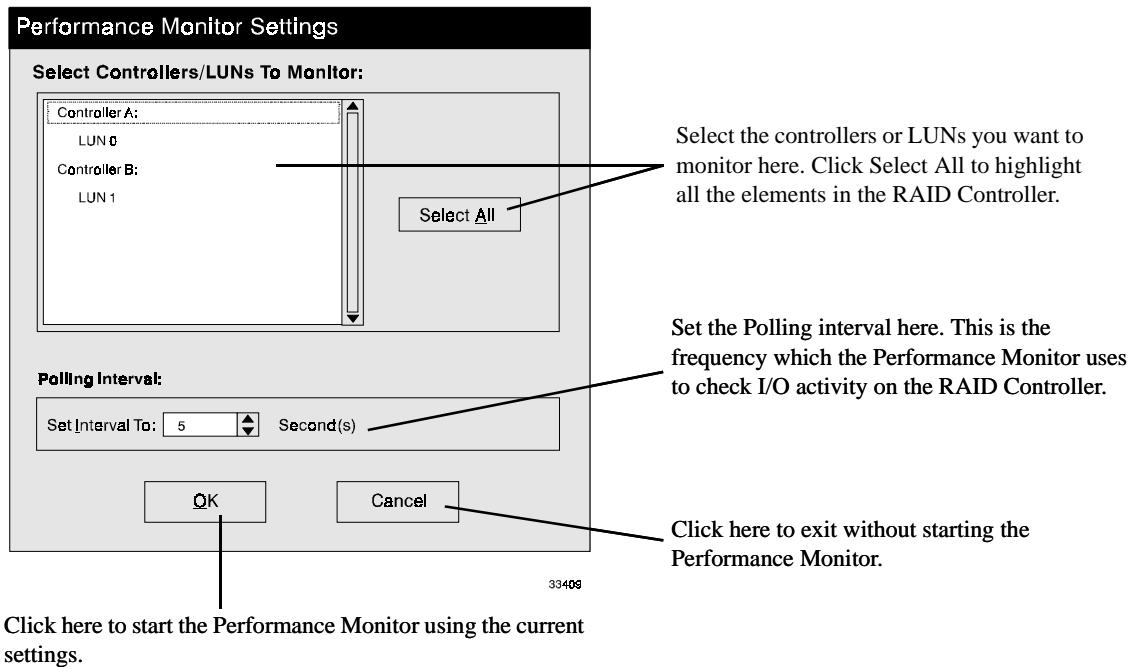 Performance Monitor Settings
Select Controllers/LUNs To Monitor:
Controller A:
LUN 0
Controller B:
LUN 1
Select All
Select the controllers or LUNs you want to
monitor here. Click Select All to highlight
all the elements in the RAID Controller.
Polling Interval:
Set Interval To: 5 Second(s)
Set the Polling interval here. This is the
frequency which the Performance Monitor uses
to check I/O activity on the RAID Controller.
OK
Cancel
Click here to exit without starting the
Performance Monitor.
33409
Click here to start the Performance Monitor using the current
settings.